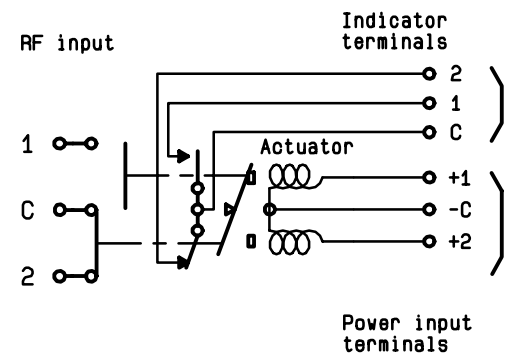 Indicator
terminals
RF input
2
1
C
1
Actuator
+1
C
-C
2
+2
Power input
terminals